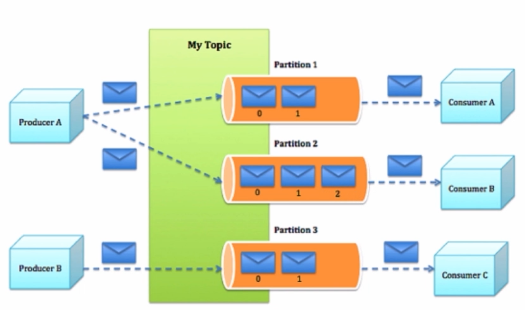 My Topic
Partition 1
Producer A
0 1
Consumer A
Partition 2
0 1 2
Consumer B
Partition 3
Producer B
0 1
Consumer C